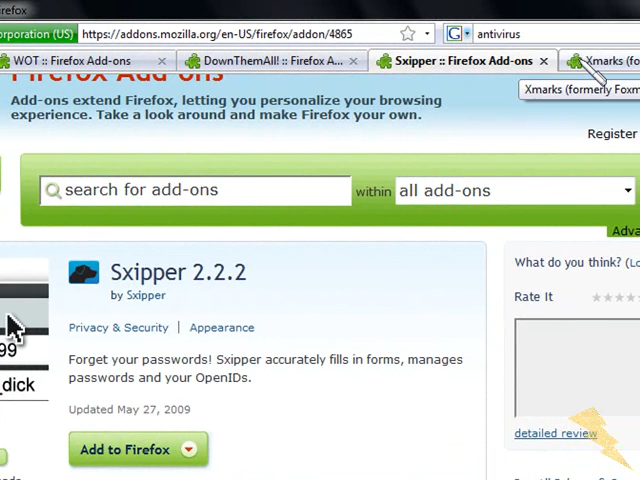 irefox
orporation (US)
https://addons.mozilla.org/en-US/firefox/addon/4865
antivirus
WOT :: Firefox Add-ons
DownThemAll! :: Firefox A...
Sxipper :: Firefox Add-ons
Xmarks (fo
Firefox Add-ons
Xmarks (formerly Foxm
Add-ons extend Firefox, letting you personalize your browsing
experience. Take a look around and make Firefox your own.
Register
search for add-ons
within
all add-ons
Adva
Sxipper 2.2.2
by Sxipper
What do you think? (Lo
Privacy & Security | Appearance
Rate It
99
_dick
Forget your passwords! Sxipper accurately fills in forms, manages
passwords and your OpenIDs.
Updated May 27, 2009
Add to Firefox
detailed review